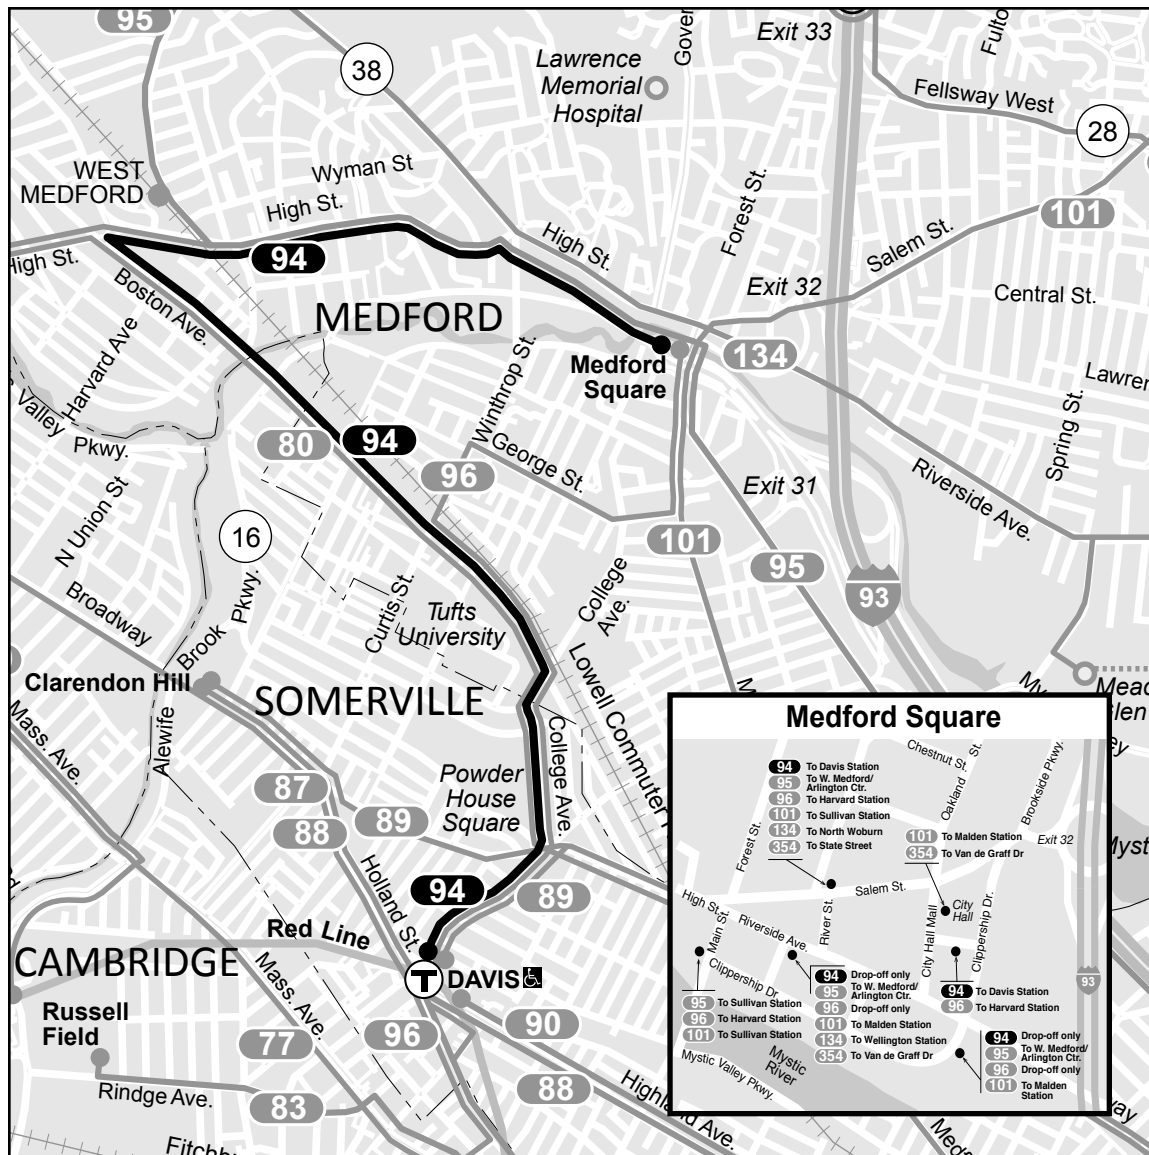 95
Exit 33
Fulton
Gover
38
Lawrence
Memorial
Hospital
Fellsway West
28
WEST
MEDFORD
Wyman St
High St.
Forest St.
101
94
High St.
Salem St.
High St.
Boston Ave.
Exit 32
Central St.
MEDFORD
Harvard Ave
134
Medford
Square
Winthrop St.
Lawren
Valley Pkwy.
80
94
96
George St.
Spring St.
Exit 31
Riverside Ave.
N Union St
16
101
95
93
College
Ave.
Broadway
Brook
Pkwy.
Curtis St.
Tufts
University
Clarendon Hill
Lowell Commuter
SOMERVILLE
Mass. Ave.
Alewife
College Ave.
Powder
House
Square
87
88
89
Holland St.
94
89
Red Line
CAMBRIDGE
T
DAVIS
Mass. Ave.
Russell
Field
77
96
90
88
Rindge Ave.
83
Highland Ave.
Fitchb
Medford Square
Chestnut St.
Oakland St.
Brookside Pkwy.
94 To Davis Station
95 To W. Medford/
Arlington Ctr.
96 To Harvard Station
101 To Sullivan Station
134 To North Woburn
354 To State Street
101 To Malden Station
354 To Van de Graff Dr
Exit 32
Forest St.
Salem St.
High St.
Main St.
Riverside Ave.
River St.
City Hall Mall
City
Hall
Clippership Dr.
Clippership Dr.
95 To Sullivan Station
96 To Harvard Station
101 To Sullivan Station
94 Drop-off only
95 To W. Medford/
Arlington Ctr.
96 Drop-off only
101 To Malden Station
134 To Wellington Station
354 To Van de Graff Dr
94 To Davis Station
96 To Harvard Station
93
94 Drop-off only
95 To W. Medford/
Arlington Ctr.
96 Drop-off only
101 To Malden
Station
Mystic
River
Mystic Valley Pkwy.